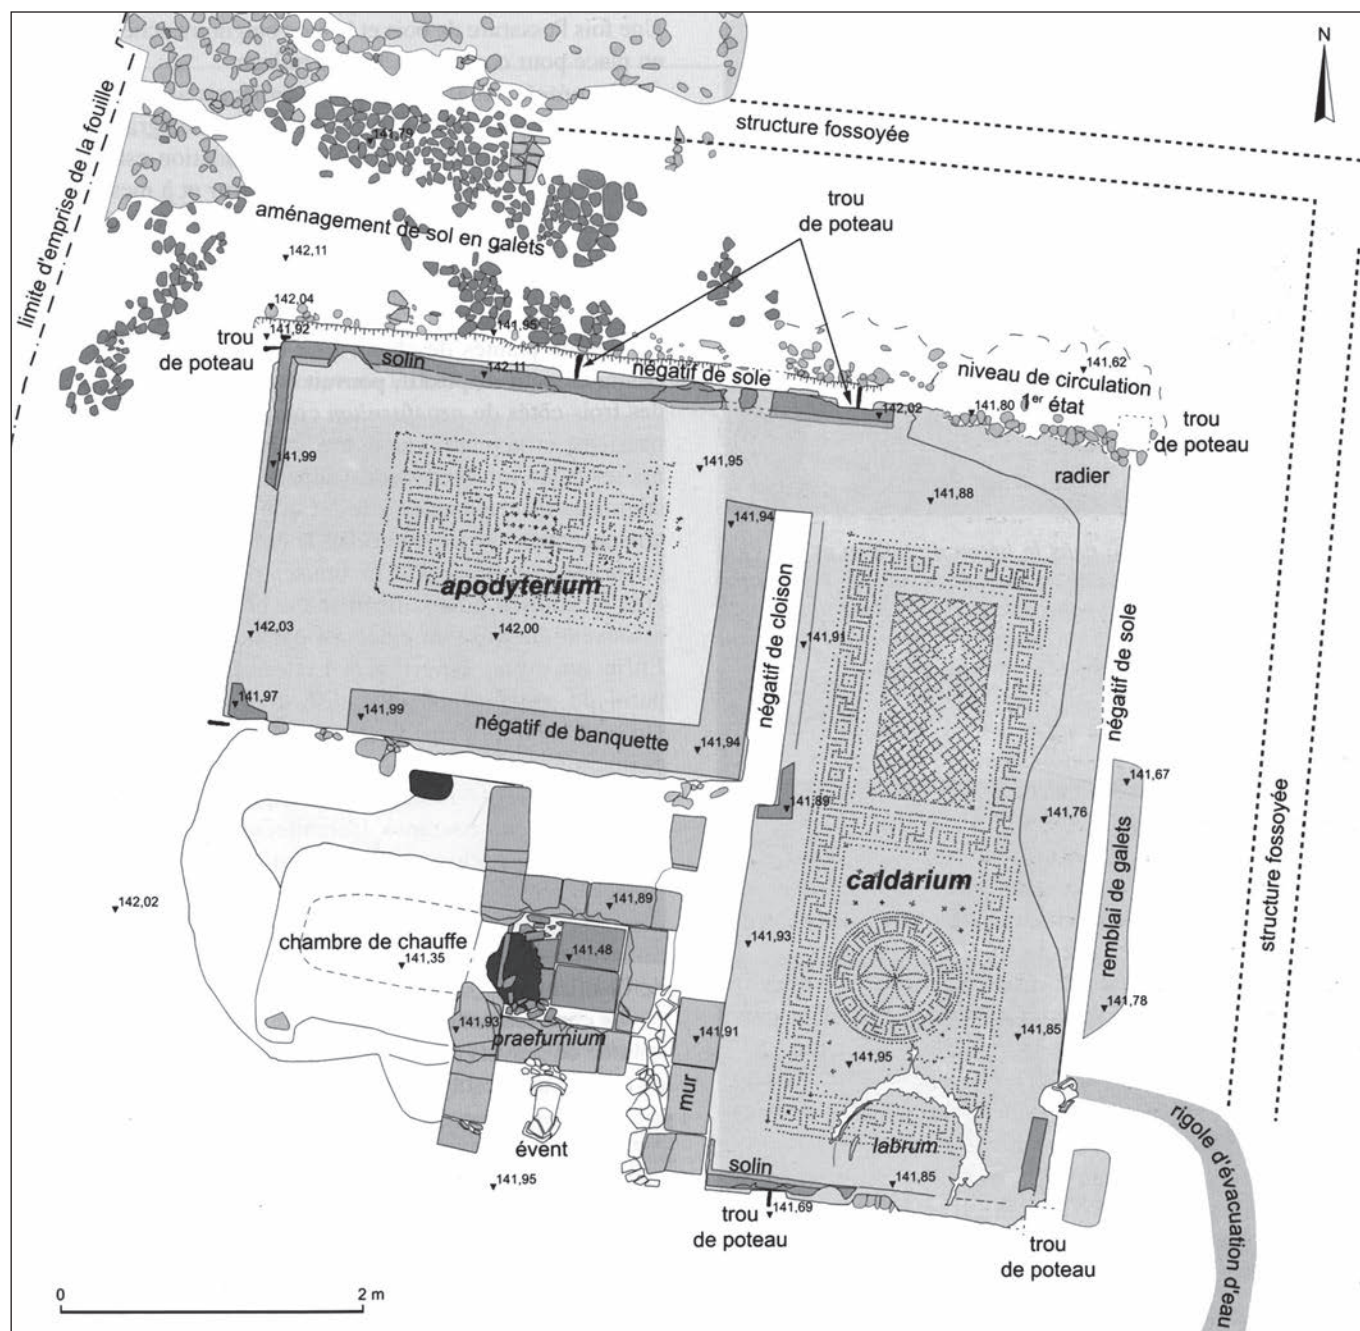 N
structure fossoyée
limite d'emprise de la fouille
141,79
trou
de poteau
aménagement de sol en galets
142,11
142,04
141,92
141,95
trou
de poteau
solin
142,11
négatif de sole
141,62
niveau de circulation
1er état
142,02
141,80
trou
de poteau
141,99
141,95
radier
141,88
141,94
apodyterium
négatif de cloison
142,03
142,00
141,91
négatif de sole
141,97
141,99
négatif de banquette
141,94
141,67
141,89
141,76
structure fossoyée
caldarium
remblai de galets
142,02
141,89
chambre de chauffe
141,35
141,48
141,93
141,78
141,93
praefurnium
141,91
141,85
141,95
mur
rigole d'évacuation d'eau
évent
labrum
solin
141,95
141,85
141,69
trou
de poteau
trou
de poteau
0
2 m